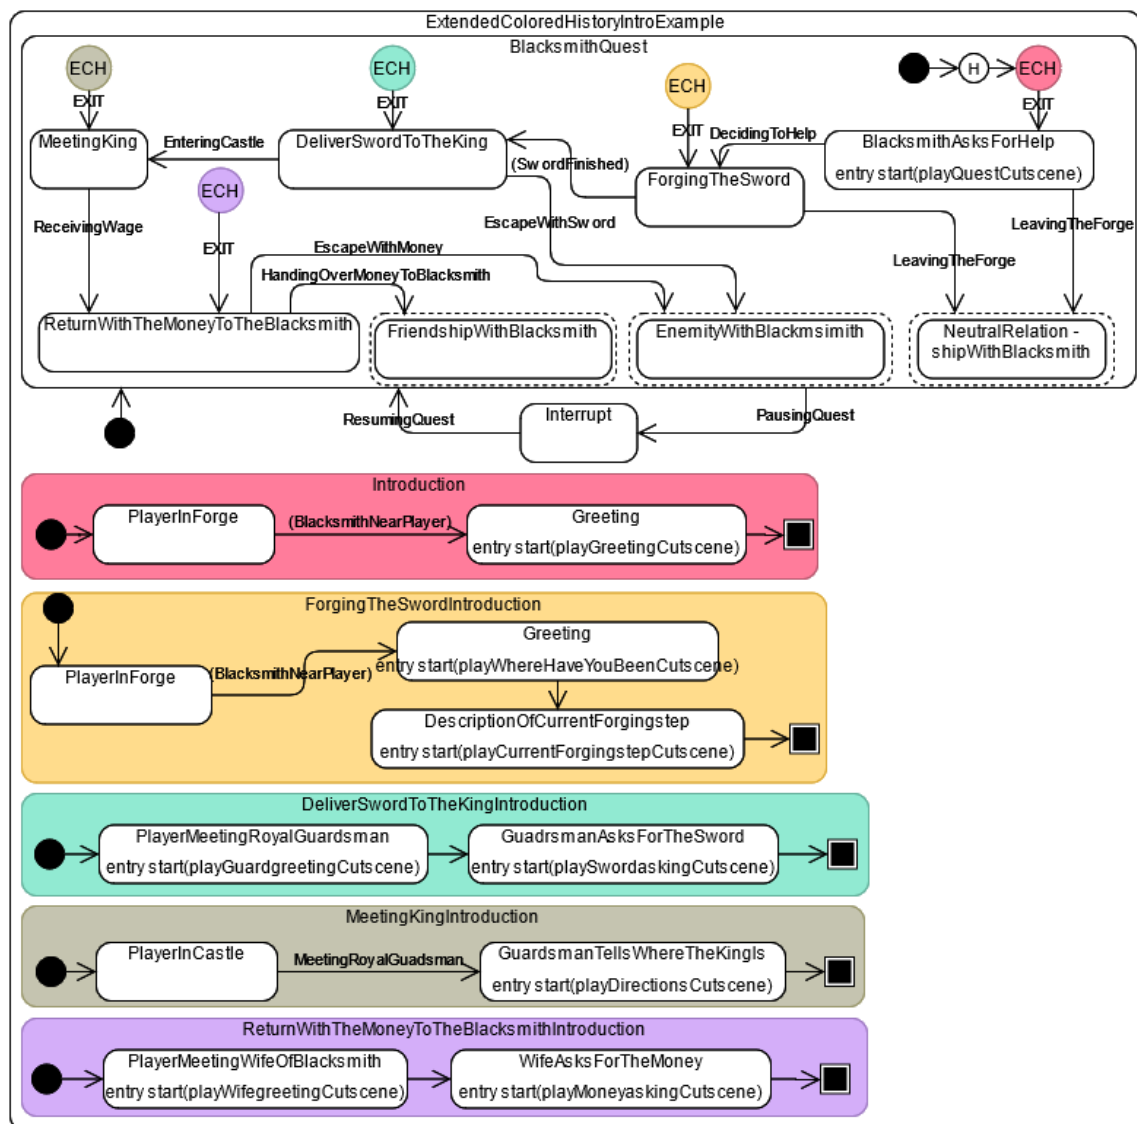 ExtendedColoredHistoryIntroExample
BlacksmithQuest
ECH
ECH
ECH
H
ECH
EXIT
EXIT
EXIT
EXIT
MeetingKing
EnteringCastle
DeliverSwordToTheKing
(SwordFinished)
DecidingToHelp
BlacksmithAsksForHelp
entry start(playQuestCutscene)
ForgingTheSword
ECH
EXIT
ReceivingWage
EscapeWithSword
LeavingTheForge
LeavingTheForge
EscapeWithMoney
HandingOverMoneyToBlacksmith
ReturnWithTheMoneyToTheBlacksmith
FriendshipWithBlacksmith
EnemityWithBlackmsimith
NeutralRelation -
shipWithBlacksmith
ResumingQuest
Interrupt
PausingQuest
Introduction
PlayerInForge
(BlacksmithNearPlayer)
Greeting
entry start(playGreetingCutscene)
ForgingTheSwordIntroduction
PlayerInForge
(BlacksmithNearPlayer)
Greeting
entry start(playWhereHaveYouBeenCutscene)
DescriptionOfCurrentForgingstep
entry start(playCurrentForgingstepCutscene)
DeliverSwordToTheKingIntroduction
PlayerMeetingRoyalGuardsman
entry start(playGuardgreetingCutscene)
GuadrsmanAsksForTheSword
entry start(playSwordaskingCutscene)
MeetingKingIntroduction
PlayerInCastle
MeetingRoyalGuadsman
GuardsmanTellsWhereTheKingIs
entry start(playDirectionsCutscene)
ReturnWithTheMoneyToTheBlacksmithIntroduction
PlayerMeetingWifeOfBlacksmith
entry start(playWifegreetingCutscene)
WifeAsksForTheMoney
entry start(playMoneyaskingCutscene)